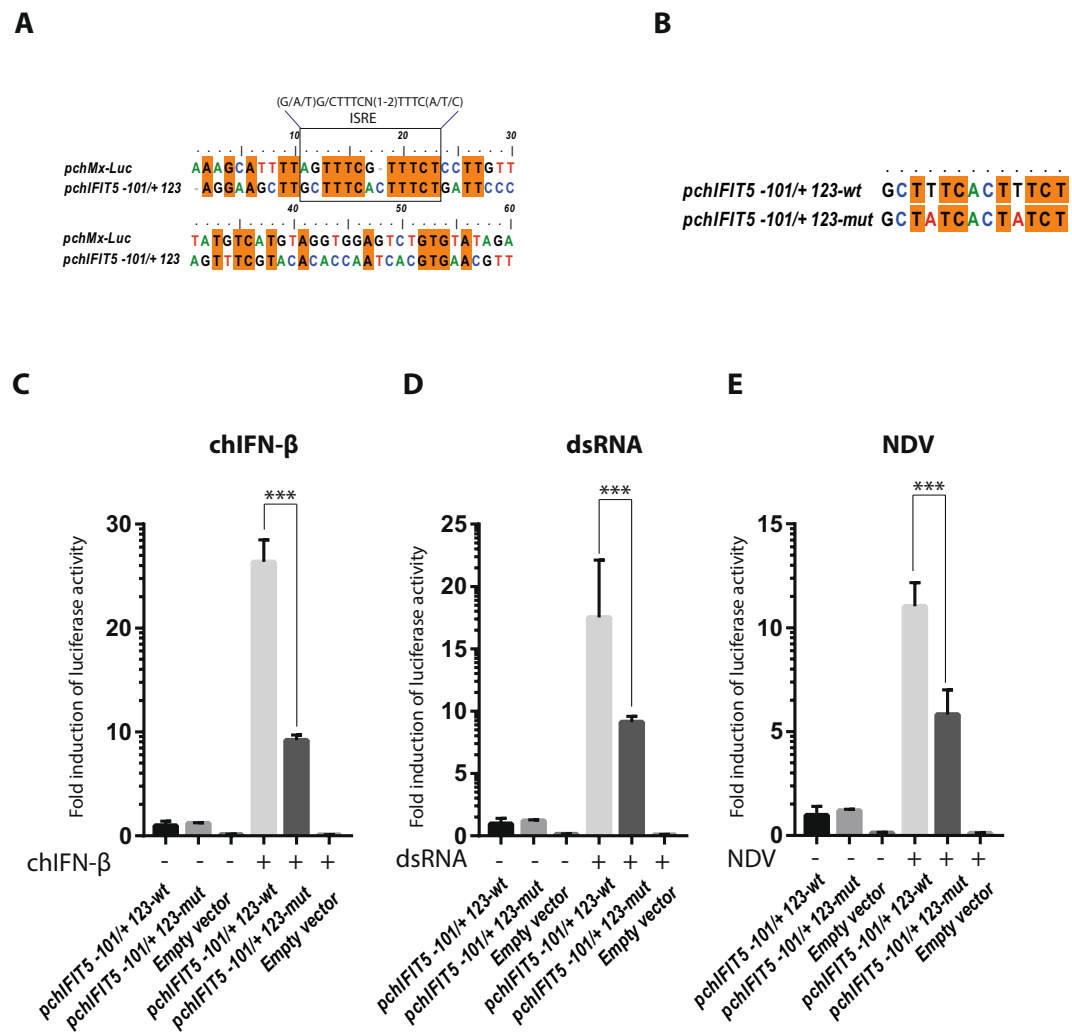 A
B
(G/A/T)G/CTTTCN(1-2)TTTC(A/T/C)
ISRE
10 20 30
pchMx-Luc AAAGCATTTTAGTTTCG-TTTCTCCTTGTT
pchIFIT5 -101/+ 123 -AGGAAGCTTGCTTTCACTTTCTGATTCCC
40 50 60
pchMx-Luc TATGTCATGTAGGTGGAGTCTGTGTATAGA
pchIFIT5 -101/+ 123 AGTTTCGTACACACCAATCACGTGAACGTT
pchIFIT5 -101/+ 123-wt GCTTTCACTTTCT
pchIFIT5 -101/+ 123-mut GCTATCACTATCT
C
D
E
chIFN-β
dsRNA
NDV
Fold induction of luciferase activity
30
20
10
0
***
chIFN-β - - - + + +
pchIFIT5 -101/+ 123-wt
pchIFIT5 -101/+ 123-mut
Empty vector
pchIFIT5 -101/+ 123-wt
pchIFIT5 -101/+ 123-mut
Empty vector
Fold induction of luciferase activity
25
20
15
10
5
0
***
dsRNA - - - + + +
pchIFIT5 -101/+ 123-wt
pchIFIT5 -101/+ 123-mut
Empty vector
pchIFIT5 -101/+ 123-wt
pchIFIT5 -101/+ 123-mut
Empty vector
Fold induction of luciferase activity
15
10
5
0
***
NDV - - - + + +
pchIFIT5 -101/+ 123-wt
pchIFIT5 -101/+ 123-mut
Empty vector
pchIFIT5 -101/+ 123-wt
pchIFIT5 -101/+ 123-mut
Empty vector